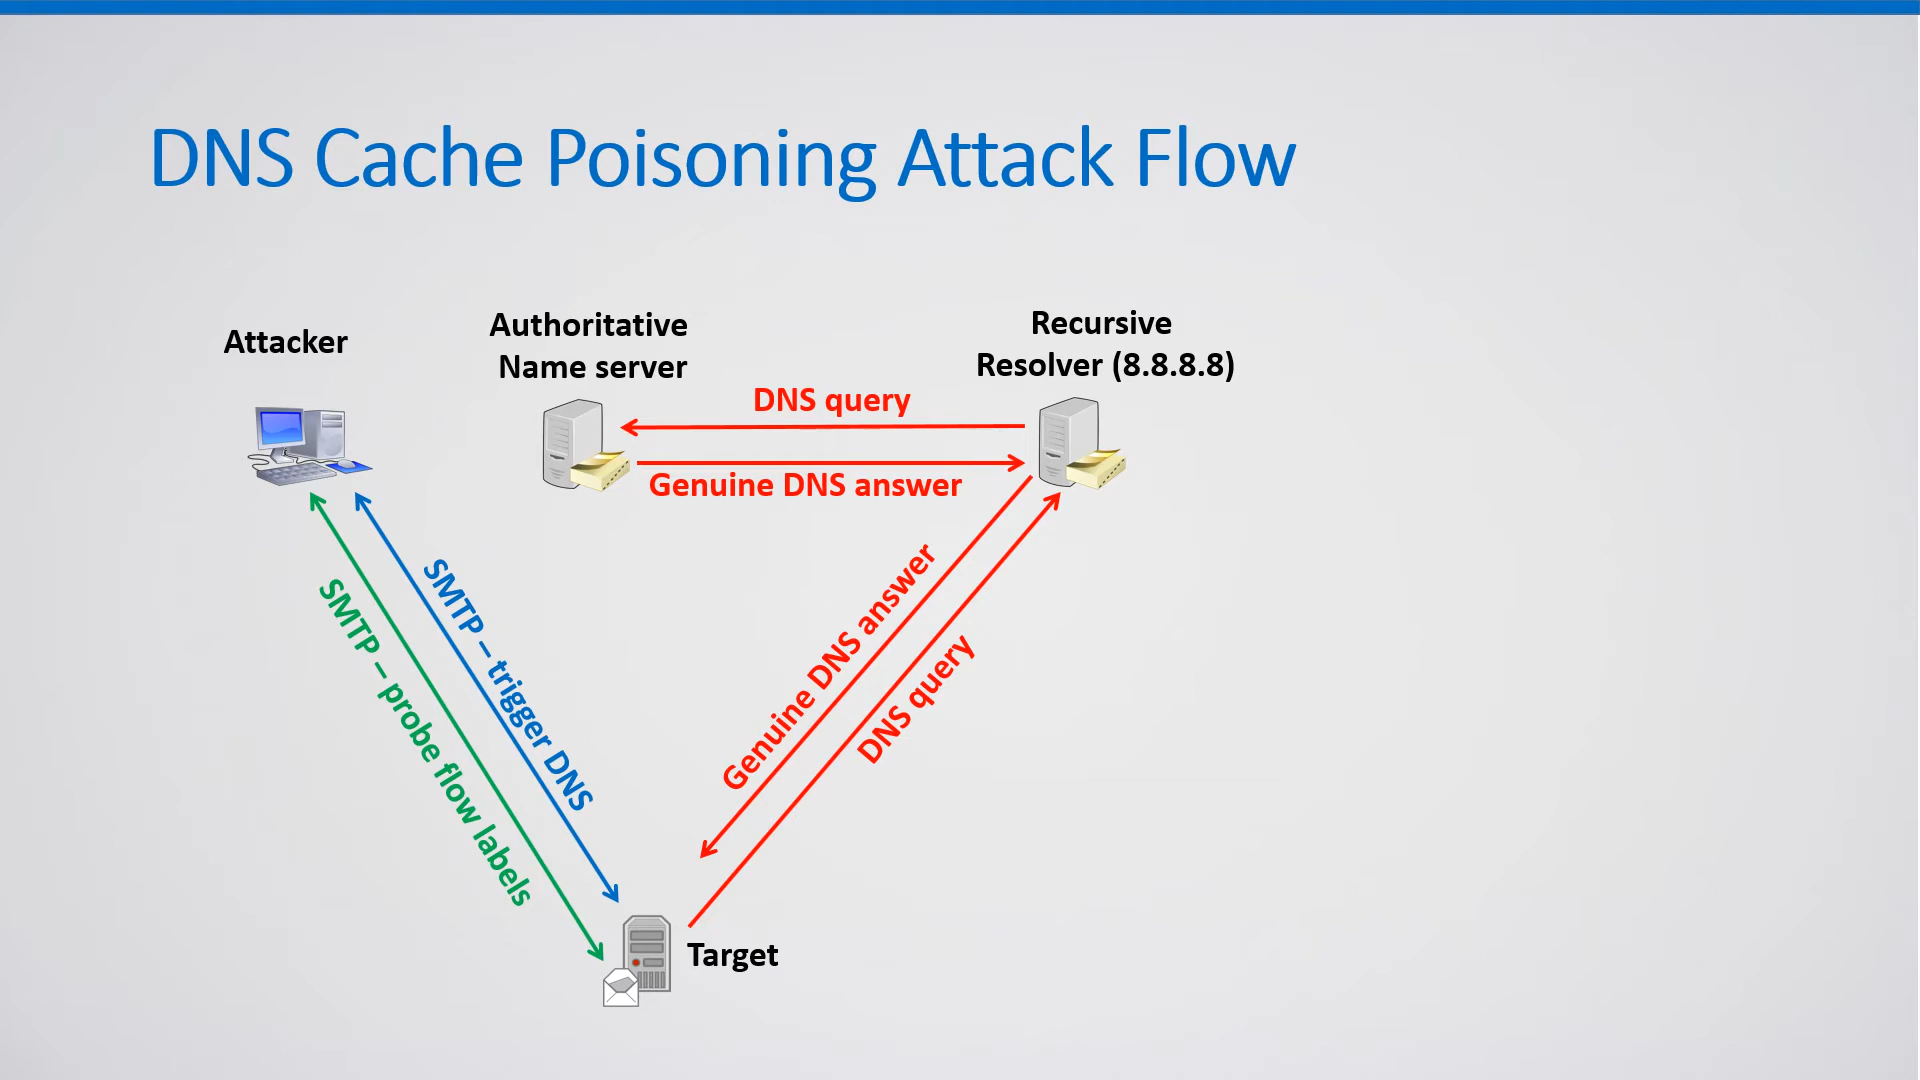 DNS Cache Poisoning Attack Flow
Attacker
Authoritative
Name server
Recursive
Resolver (8.8.8.8)
DNS query
Genuine DNS answer
SMTP – trigger DNS
SMTP – probe flow labels
Genuine DNS answer
DNS query
Target